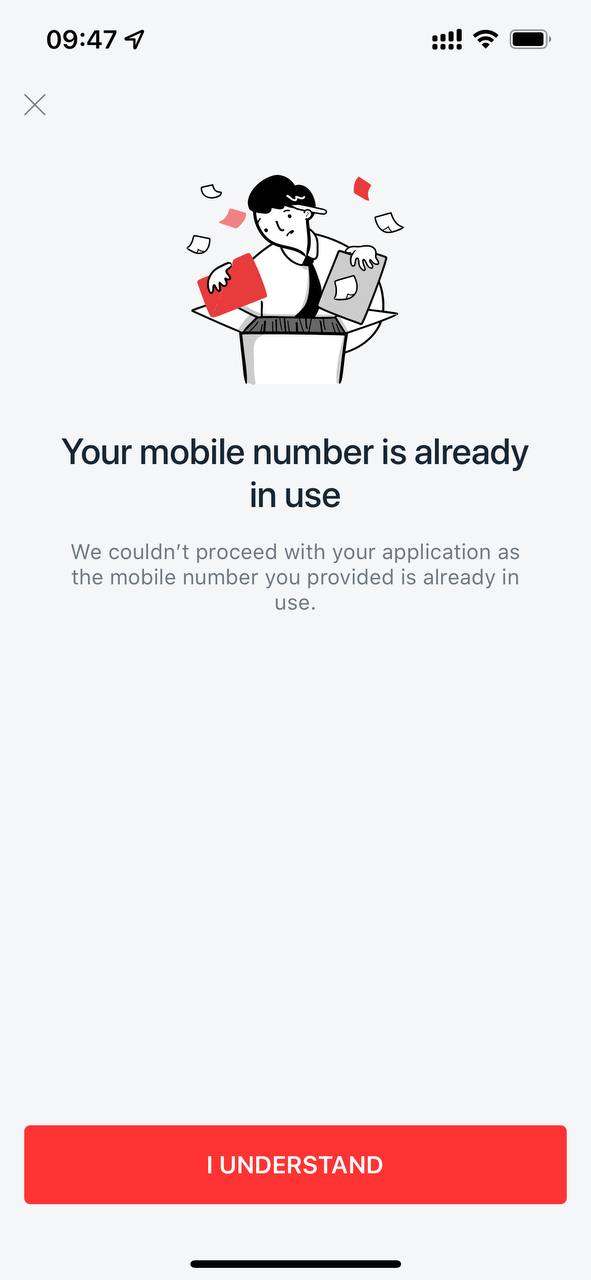 09:47
Your mobile number is already
in use
We couldn’t proceed with your application as
the mobile number you provided is already in
use.
I UNDERSTAND